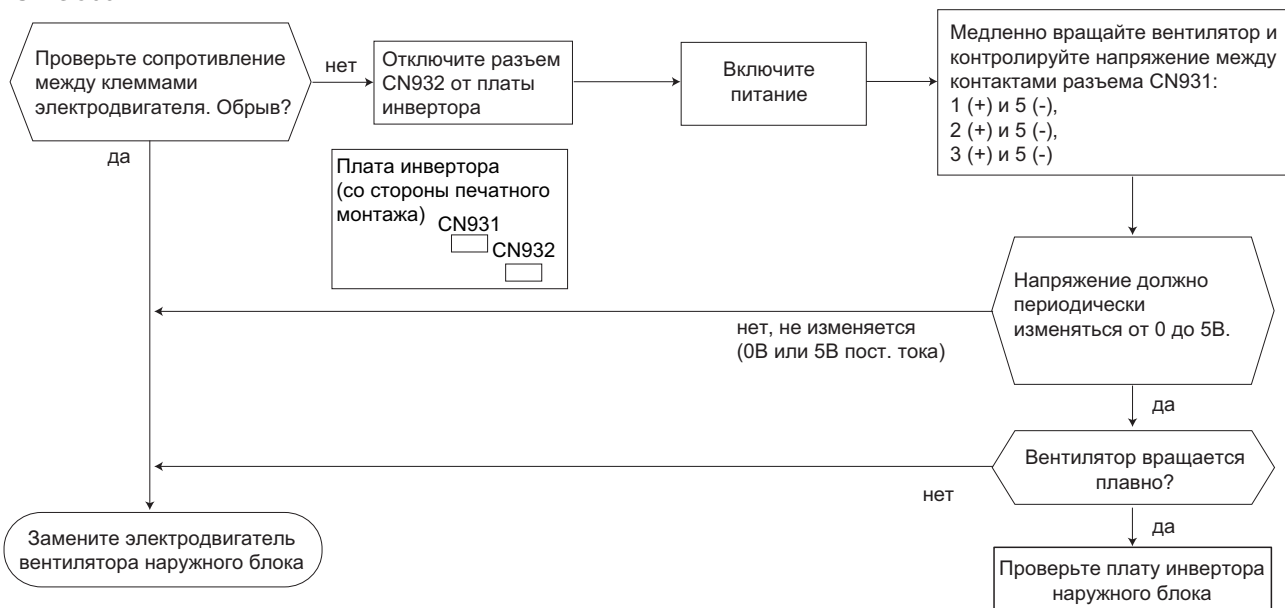 Проверьте сопротивление
между клеммами
электродвигателя. Обрыв?
нет
Отключите разъем
CN932 от платы
инвертора
Включите
питание
Медленно вращайте вентилятор и
контролируйте напряжение между
контактами разъема CN931:
1 (+) и 5 (-),
2 (+) и 5 (-),
3 (+) и 5 (-)
да
Плата инвертора
(со стороны печатного
монтажа)
CN931
CN932
Напряжение должно
периодически
изменяться от 0 до 5В.
нет, не изменяется
(0В или 5В пост. тока)
да
Вентилятор вращается
плавно?
нет
да
Замените электродвигатель
вентилятора наружного блока
Проверьте плату инвертора
наружного блока